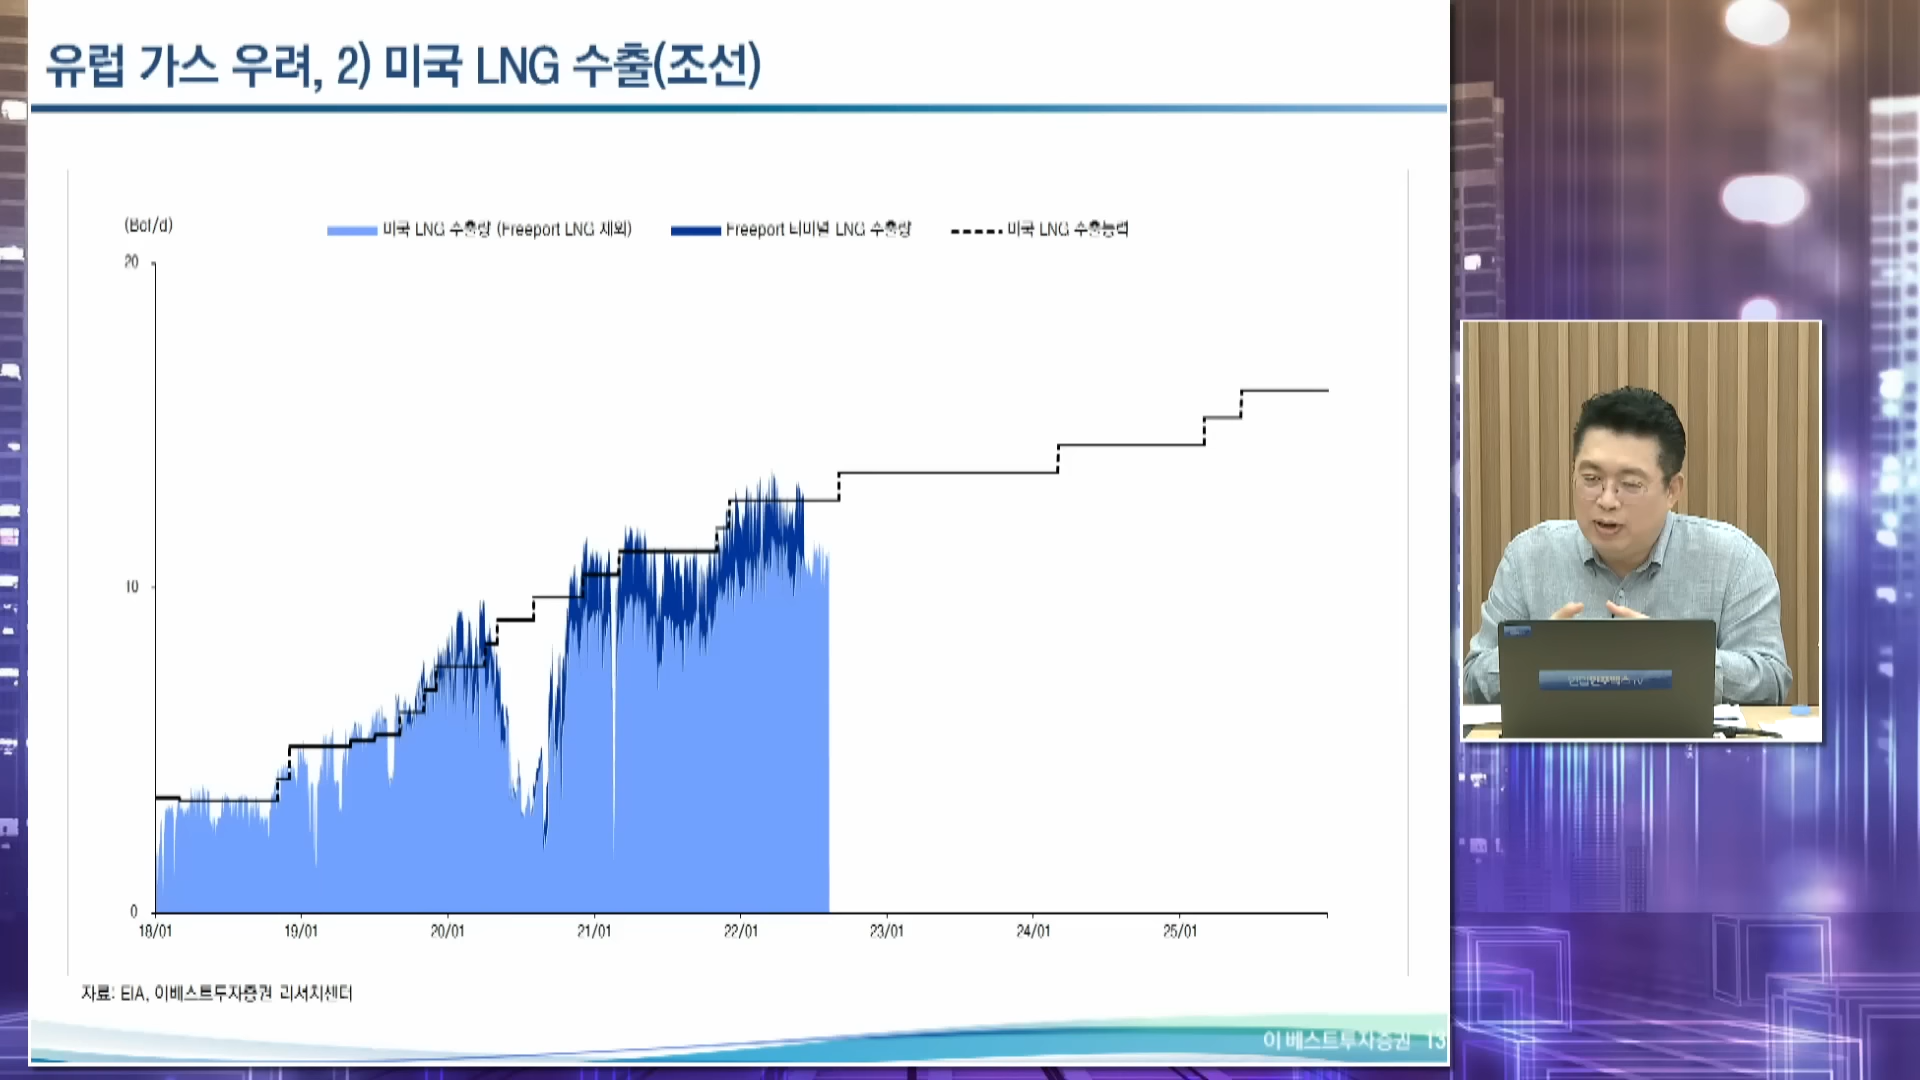 유럽 가스 우려, 2) 미국 LNG 수출(조선)
(Bcf/d)
미국 LNG 수출량 (Freeport LNG 제외)
Freeport 터미널 LNG 수출량
미국 LNG 수출능력
20
10
0
18/01
19/01
20/01
21/01
22/01
23/01
24/01
25/01
자료: EIA, 이베스트투자증권 리서치센터
이베스트투자증권 13